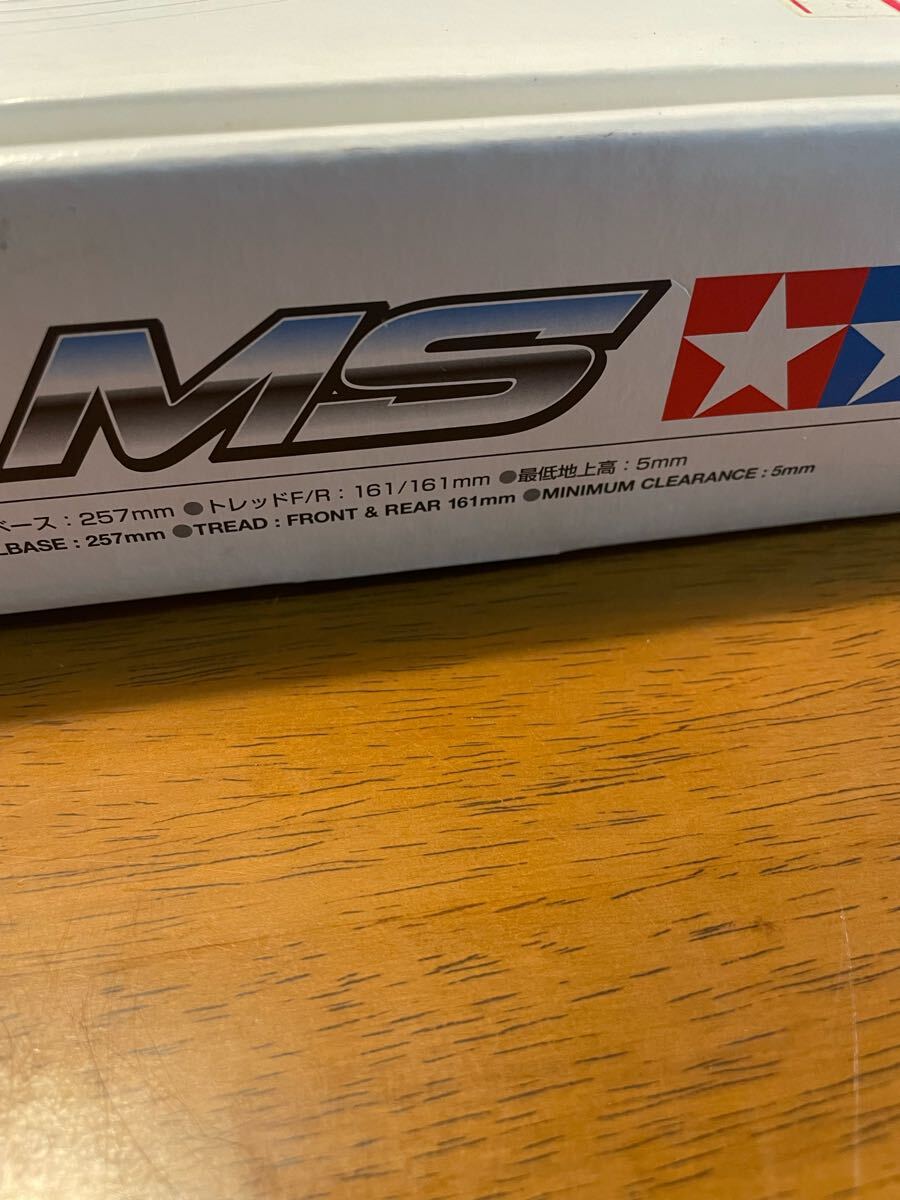 MS
ベース : 257mm ●トレッドF/R : 161/161mm ●最低地上高 : 5mm
LBASE : 257mm ●TREAD : FRONT & REAR 161mm ●MINIMUM CLEARANCE : 5mm